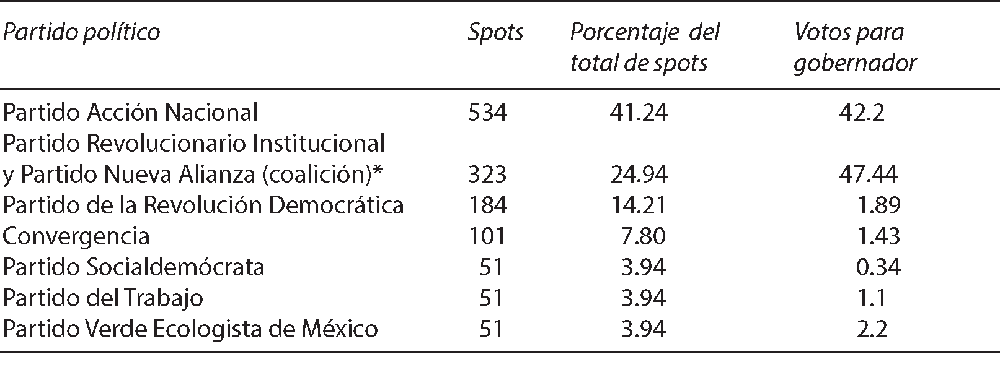 Partido político Spots Porcentaje del Votos para
total de spots gobernador
Partido Acción Nacional 534 41.24 42.2
Partido Revolucionario Institucional
y Partido Nueva Alianza (coalición)* 323 24.94 47.44
Partido de la Revolución Democrática 184 14.21 1.89
Convergencia 101 7.80 1.43
Partido Socialdemócrata 51 3.94 0.34
Partido del Trabajo 51 3.94 1.1
Partido Verde Ecologista de México 51 3.94 2.2